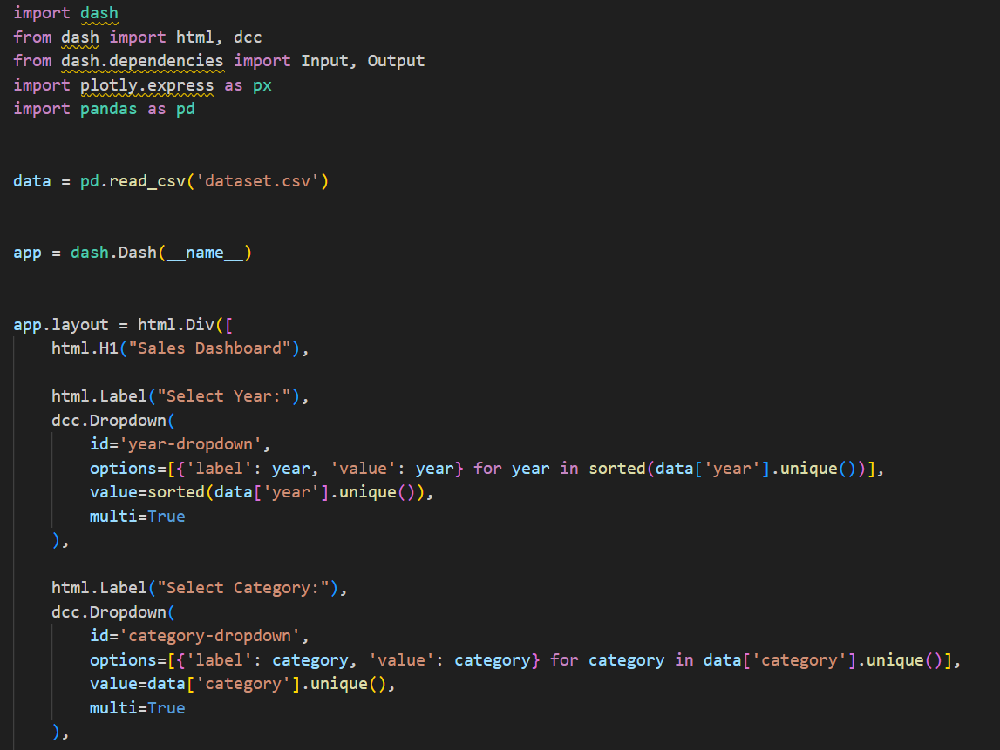 import dash
from dash import html, dcc
from dash.dependencies import Input, Output
import plotly.express as px
import pandas as pd
data = pd.read_csv('dataset.csv')
app = dash.Dash(__name__)
app.layout = html.Div([
    html.H1("Sales Dashboard"),
    html.Label("Select Year:"),
    dcc.Dropdown(
        id='year-dropdown',
        options=[{'label': year, 'value': year} for year in sorted(data['year'].unique())],
        value=sorted(data['year'].unique()),
        multi=True
    ),
    html.Label("Select Category:"),
    dcc.Dropdown(
        id='category-dropdown',
        options=[{'label': category, 'value': category} for category in data['category'].unique()],
        value=data['category'].unique(),
        multi=True
    ),